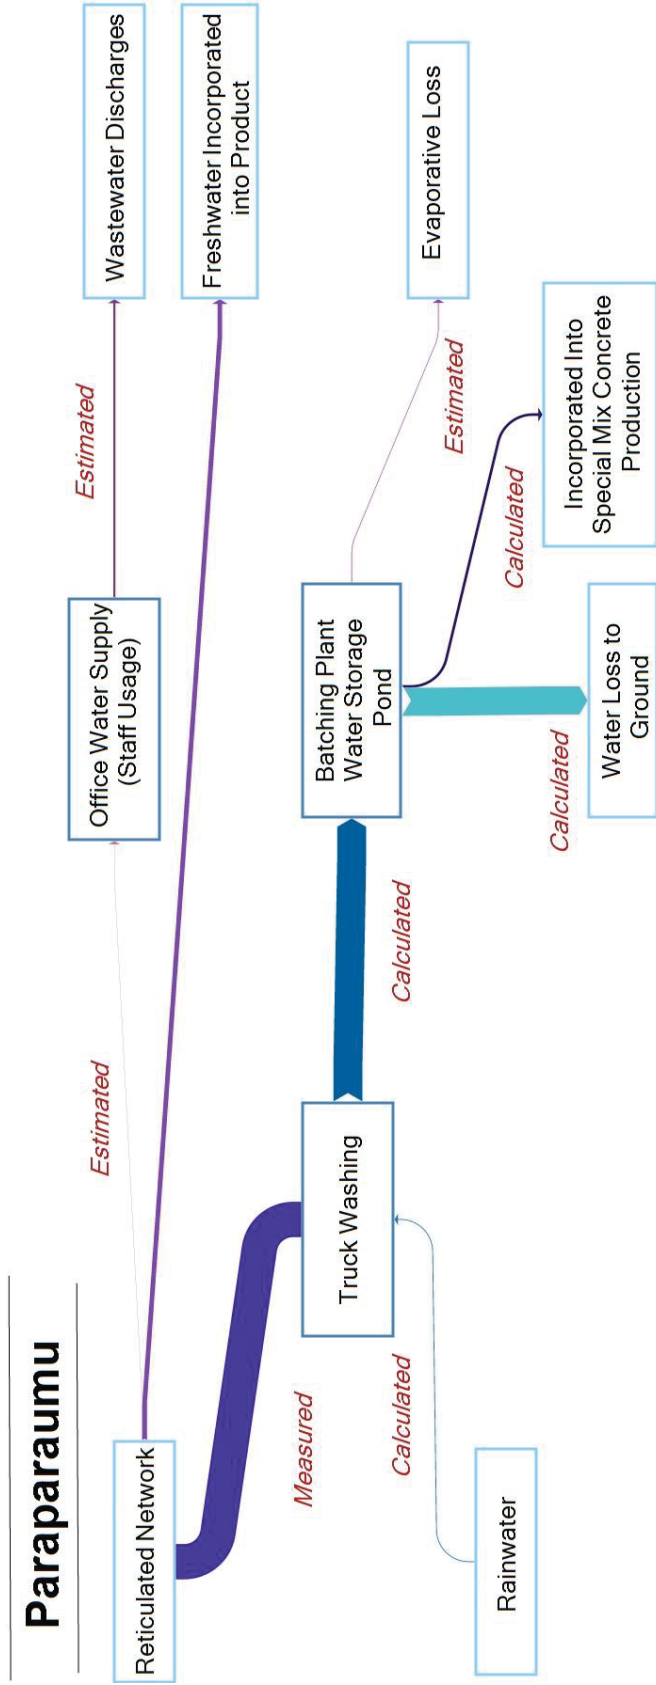 Paraparaumu
Reticulated Network
Estimated
Office Water Supply
(Staff Usage)
Estimated
Wastewater Discharges
Freshwater Incorporated
into Product
Measured
Truck Washing
Calculated
Rainwater
Calculated
Batching Plant
Water Storage
Pond
Estimated
Evaporative Loss
Calculated
Incorporated Into
Special Mix Concrete
Production
Calculated
Water Loss to
Ground